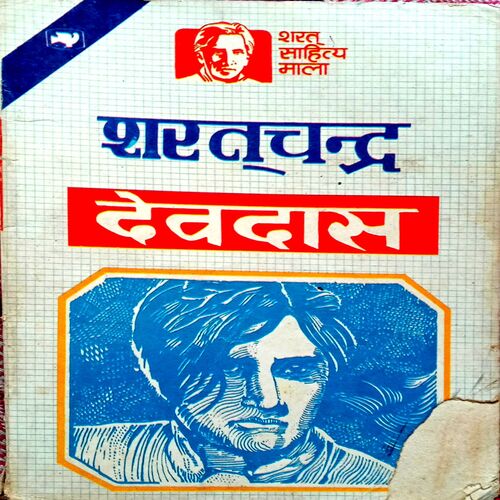 शरत्
साहित्य
माला
शरत्चन्द्र
देवदास